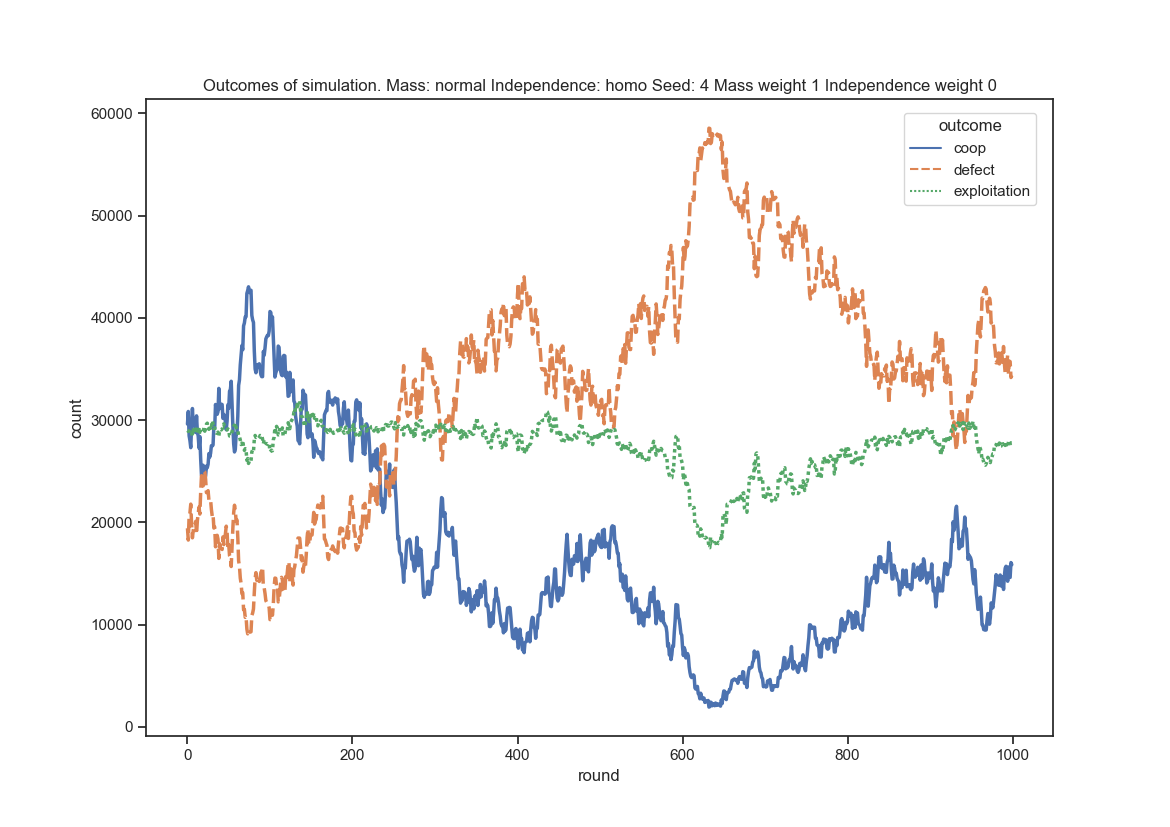 Outcomes of simulation. Mass: normal Independence: homo Seed: 4 Mass weight 1 Independence weight 0
60000
50000
40000
30000
20000
10000
0
count
outcome
coop
defect
exploitation
0 200 400 600 800 1000
round